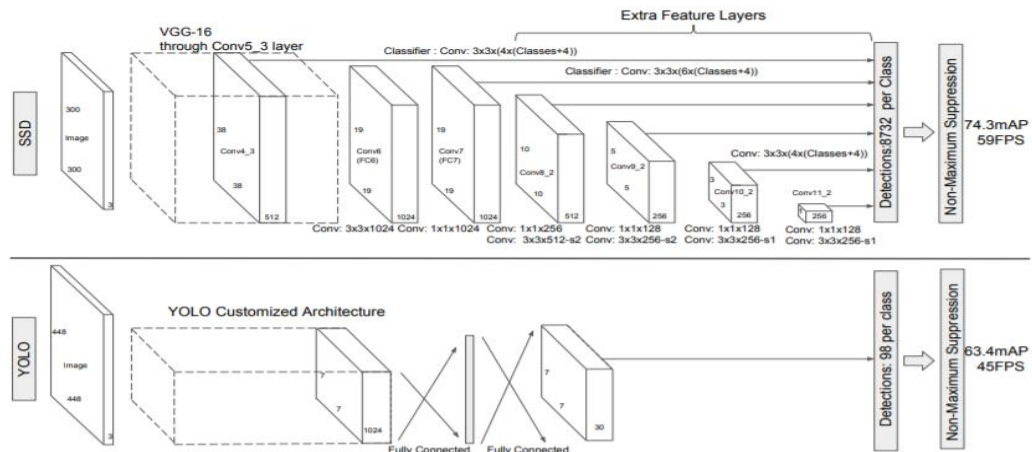 Extra Feature Layers
VGG-16
through Conv5_3 layer
Classifier : Conv: 3x3x(4x(Classes+4))
Classifier : Conv: 3x3x(6x(Classes+4))
SSD
300
Image
300
3
38
Conv4_3
38
512
19
Conv6
(FC6)
19
1024
19
Conv7
(FC7)
19
1024
10
Conv8_2
10
512
5
Conv9_2
5
256
Conv: 3x3x(4x(Classes+4))
3
Conv10_2
3
256
Conv11_2
256
Detections:8732 per Class
Non-Maximum Suppression
74.3mAP
59FPS
Conv: 3x3x1024
Conv: 1x1x1024
Conv: 1x1x256
Conv: 3x3x512-s2
Conv: 1x1x128
Conv: 3x3x256-s2
Conv: 1x1x128
Conv: 3x3x256-s1
Conv: 1x1x128
Conv: 3x3x256-s1
YOLO
448
Image
448
3
YOLO Customized Architecture
7
7
1024
Fully Connected
Fully Connected
7
7
30
Detections: 98 per class
Non-Maximum Suppression
63.4mAP
45FPS